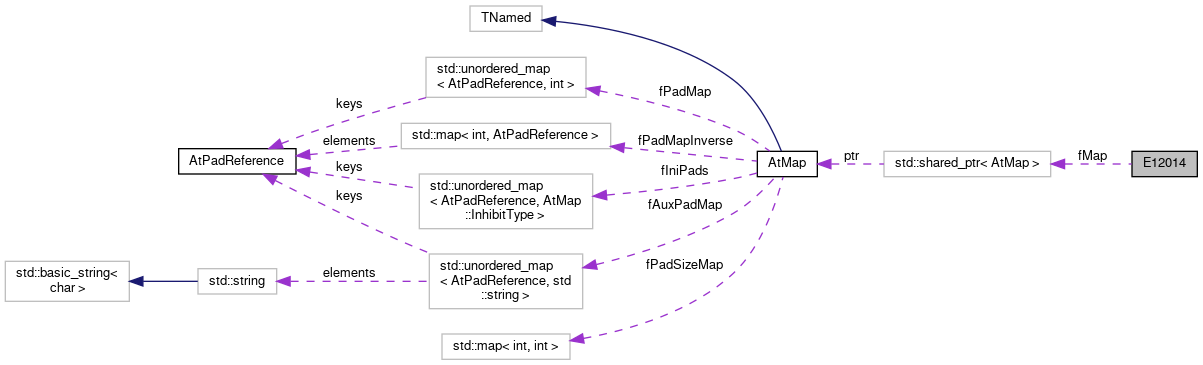 TNamed
std::unordered_map
< AtPadReference, int >
fPadMap
keys
std::map< int, AtPadReference >
fPadMapInverse
elements
AtPadReference
keys
std::unordered_map
< AtPadReference, AtMap
::InhibitType >
fIniPads
AtMap
ptr
std::shared_ptr< AtMap >
fMap
E12014
keys
fAuxPadMap
std::unordered_map
< AtPadReference, std
::string >
fPadSizeMap
elements
std::string
std::basic_string<
char >
std::map< int, int >